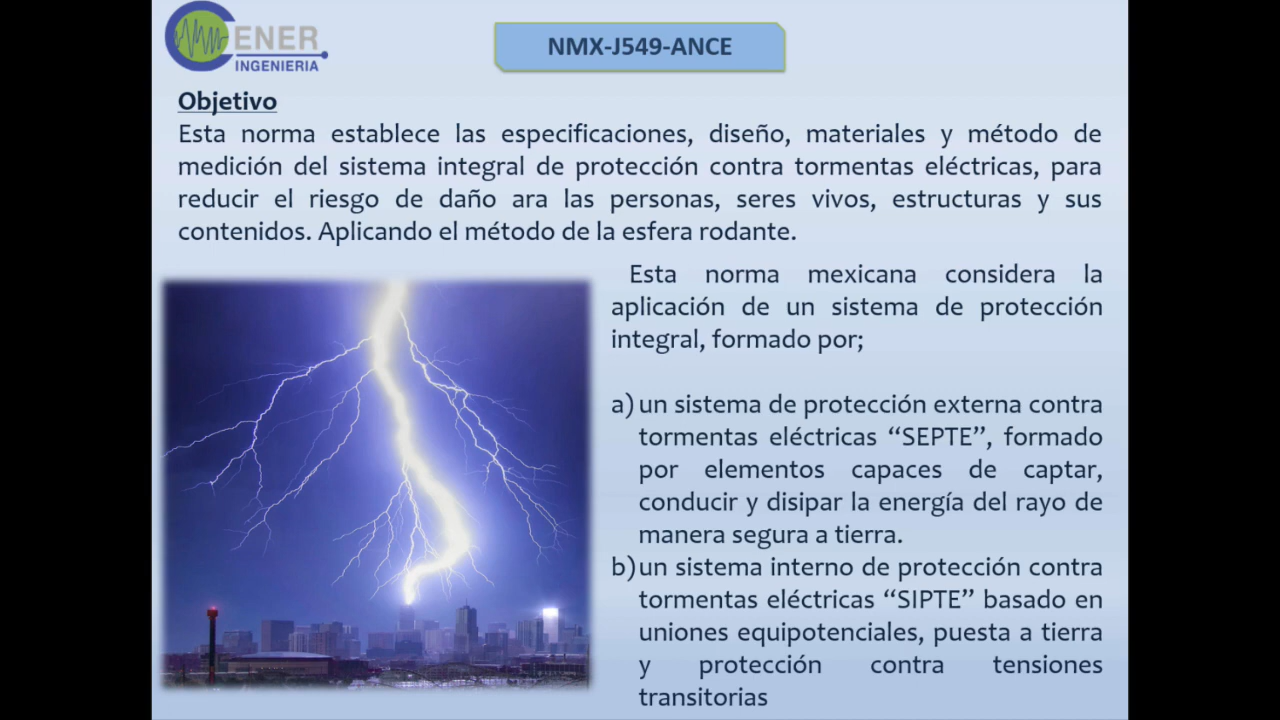 CENER
INGENIERIA
NMX-J549-ANCE
Objetivo
Esta norma establece las especificaciones, diseño, materiales y método de
medición del sistema integral de protección contra tormentas eléctricas, para
reducir el riesgo de daño ara las personas, seres vivos, estructuras y sus
contenidos. Aplicando el método de la esfera rodante.
Esta norma mexicana considera la
aplicación de un sistema de protección
integral, formado por;
a) un sistema de protección externa contra
tormentas eléctricas “SEPTE”, formado
por elementos capaces de captar,
conducir y disipar la energía del rayo de
manera segura a tierra.
b) un sistema interno de protección contra
tormentas eléctricas “SIPTE” basado en
uniones equipotenciales, puesta a tierra
y protección contra tensiones
transitorias